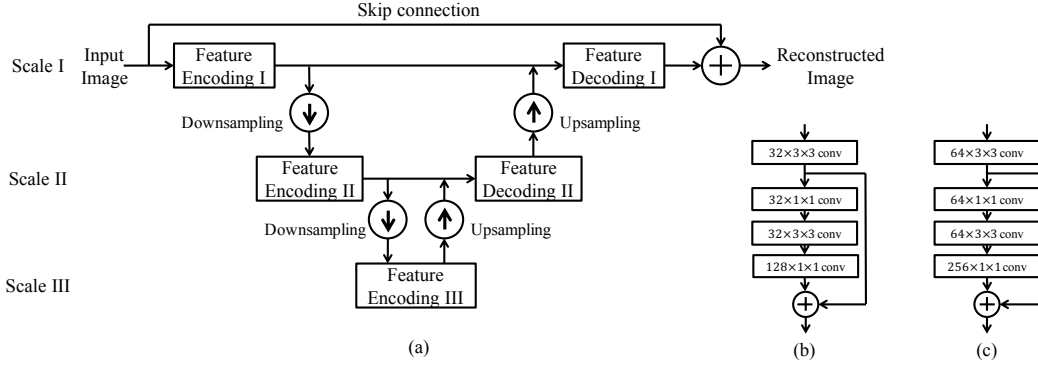 Skip connection
Scale I
Input
Image
Feature
Encoding I
Feature
Decoding I
Reconstructed
Image
Downsampling
Upsampling
Scale II
Feature
Encoding II
Feature
Decoding II
Downsampling
Upsampling
Scale III
Feature
Encoding III
(a)
32×3×3 conv
32×1×1 conv
32×3×3 conv
128×1×1 conv
(b)
64×3×3 conv
64×1×1 conv
64×3×3 conv
256×1×1 conv
(c)